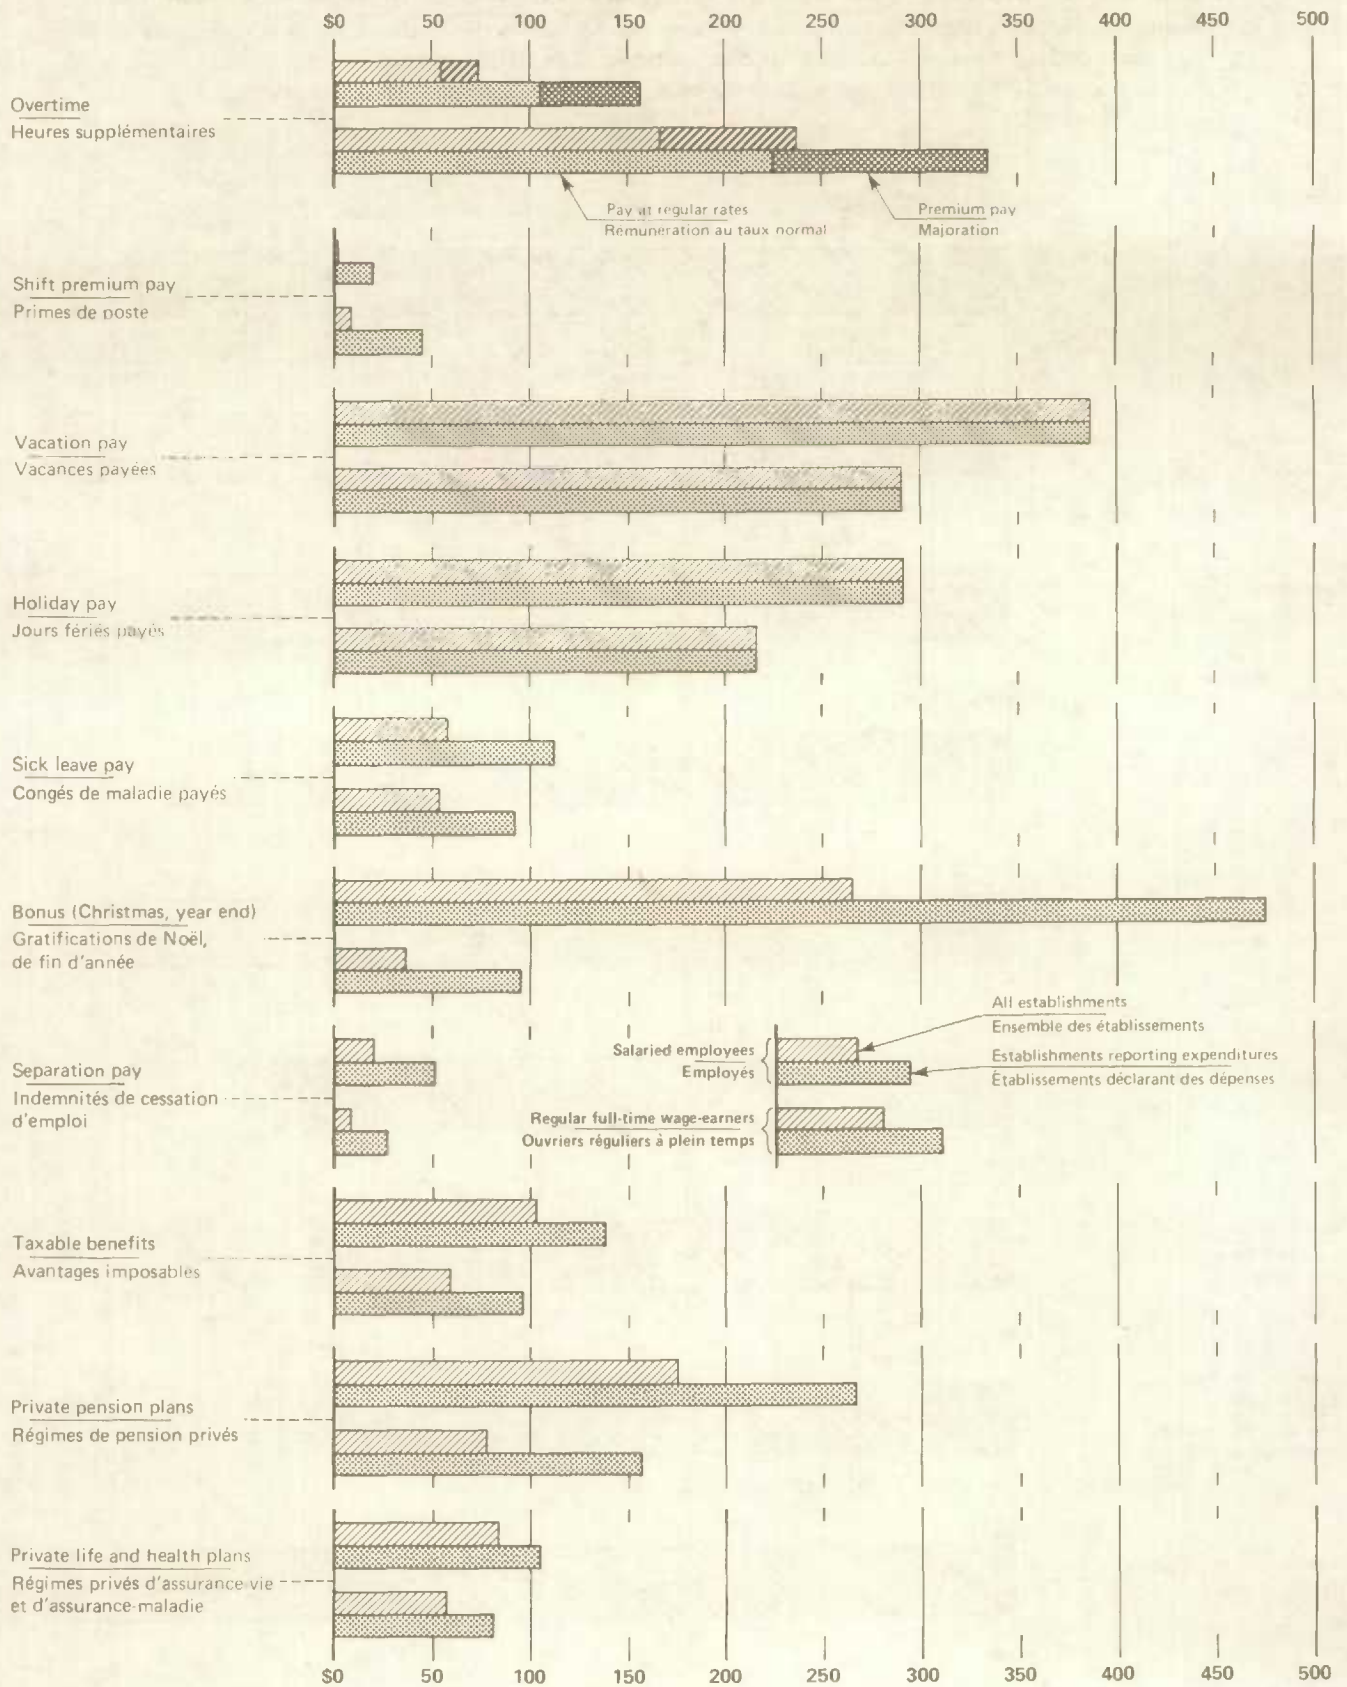 $0 50 100 150 200 250 300 350 400 450 500
Overtime
Heures supplémentaires
Pay at regular rates
Rémunération au taux normal
Premium pay
Majoration
Shift premium pay
Primes de poste
Vacation pay
Vacances payées
Holiday pay
Jours fériés payés
Sick leave pay
Congés de maladie payés
Bonus (Christmas, year end)
Gratifications de Noël,
de fin d'année
All establishments
Ensemble des établissements
Salaried employees
Employés
Establishments reporting expenditures
Établissements déclarant des dépenses
Separation pay
Indemnités de cessation
d'emploi
Regular full-time wage-earners
Ouvriers réguliers à plein temps
Taxable benefits
Avantages imposables
Private pension plans
Régimes de pension privés
Private life and health plans
Régimes privés d'assurance-vie
et d'assurance-maladie
$0 50 100 150 200 250 300 350 400 450 500